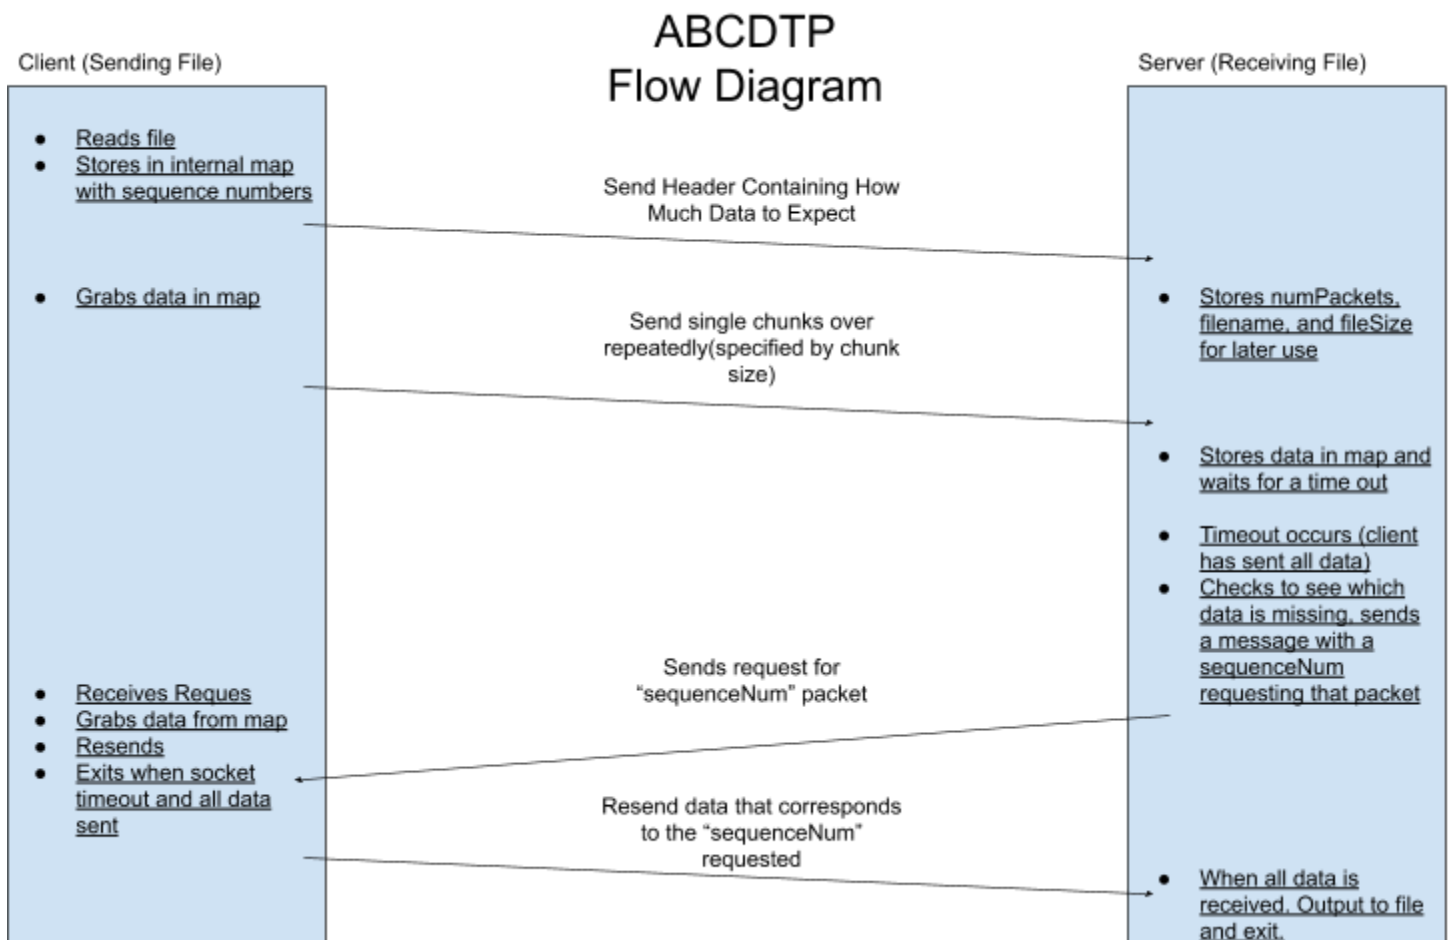 ABCDTP
Flow Diagram
Client (Sending File)
Server (Receiving File)
● Reads file
● Stores in internal map
with sequence numbers
Send Header Containing How
Much Data to Expect
● Grabs data in map
● Stores numPackets,
filename, and fileSize
for later use
Send single chunks over
repeatedly(specified by chunk
size)
● Stores data in map and
waits for a time out
● Timeout occurs (client
has sent all data)
● Checks to see which
data is missing, sends
a message with a
sequenceNum
requesting that packet
Sends request for
“sequenceNum” packet
● Receives Reques
● Grabs data from map
● Resends
● Exits when socket
timeout and all data
sent
Resend data that corresponds
to the “sequenceNum”
requested
● When all data is
received. Output to file
and exit.